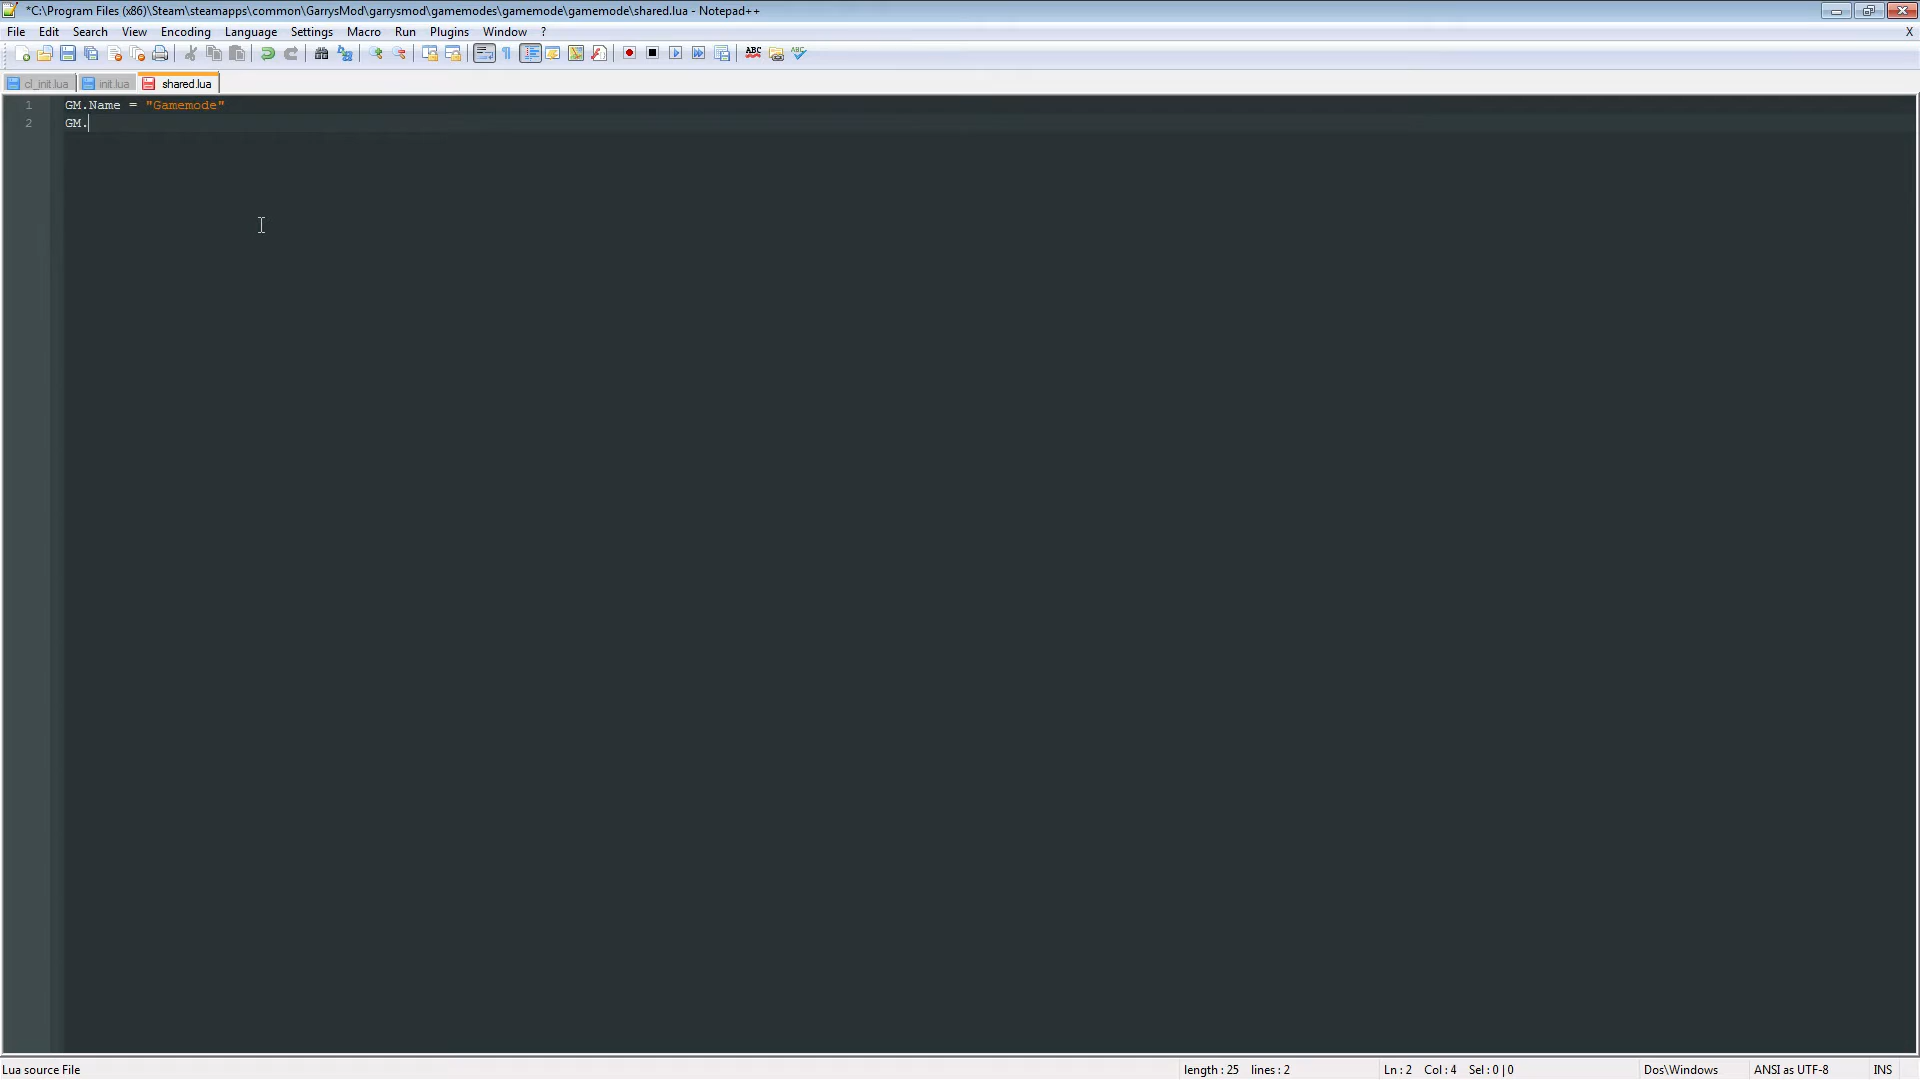 *C:\Program Files (x86)\Steam\steamapps\common\GarrysMod\garrysmod\gamemodes\gamemode\gamemode\shared.lua - Notepad++
File Edit Search View Encoding Language Settings Macro Run Plugins Window ? X
ABC ABC
cl_init.lua init.lua shared.lua
1 GM.Name = "Gamemode"
2 GM.
Lua source File length : 25 lines : 2 Ln : 2 Col : 4 Sel : 0 | 0 Dos\Windows ANSI as UTF-8 INS